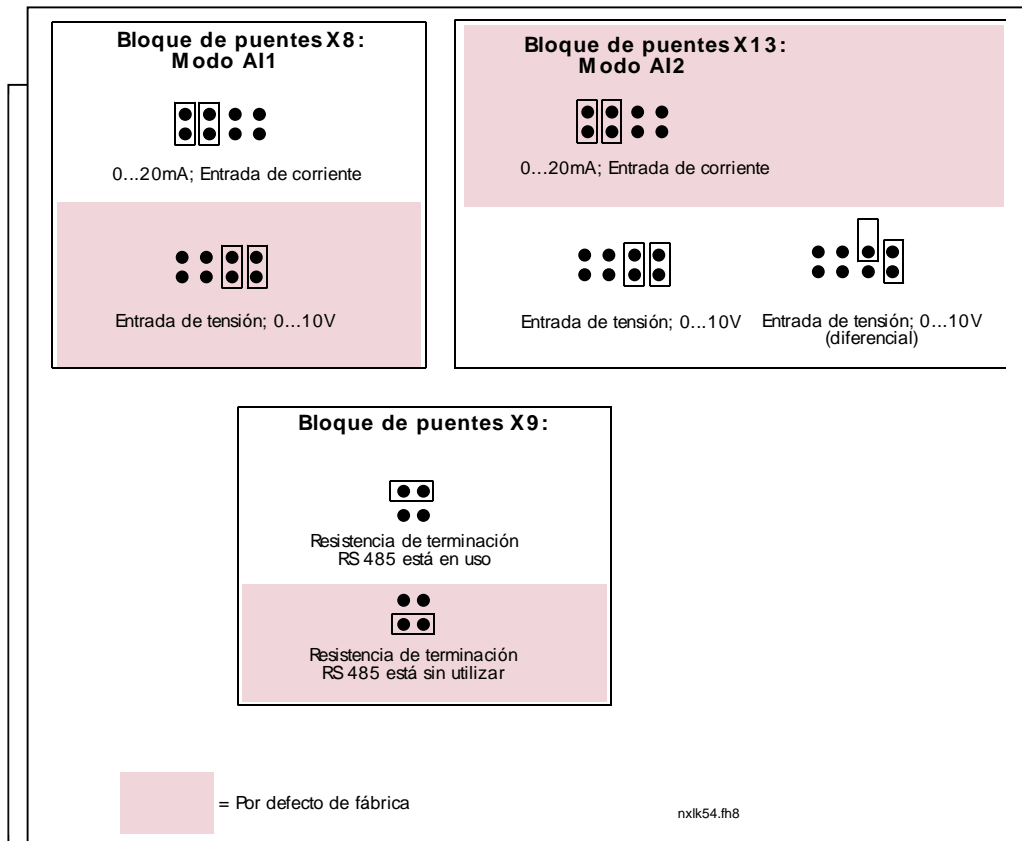 Bloque de puentes X8:
Modo AI1
0...20mA; Entrada de corriente
Entrada de tensión; 0...10V
Bloque de puentes X13:
Modo AI2
0...20mA; Entrada de corriente
Entrada de tensión; 0...10V
Entrada de tensión; 0...10V
(diferencial)
Bloque de puentes X9:
Resistencia de terminación
RS 485 está en uso
Resistencia de terminación
RS 485 está sin utilizar
= Por defecto de fábrica
nxlk54.fh8